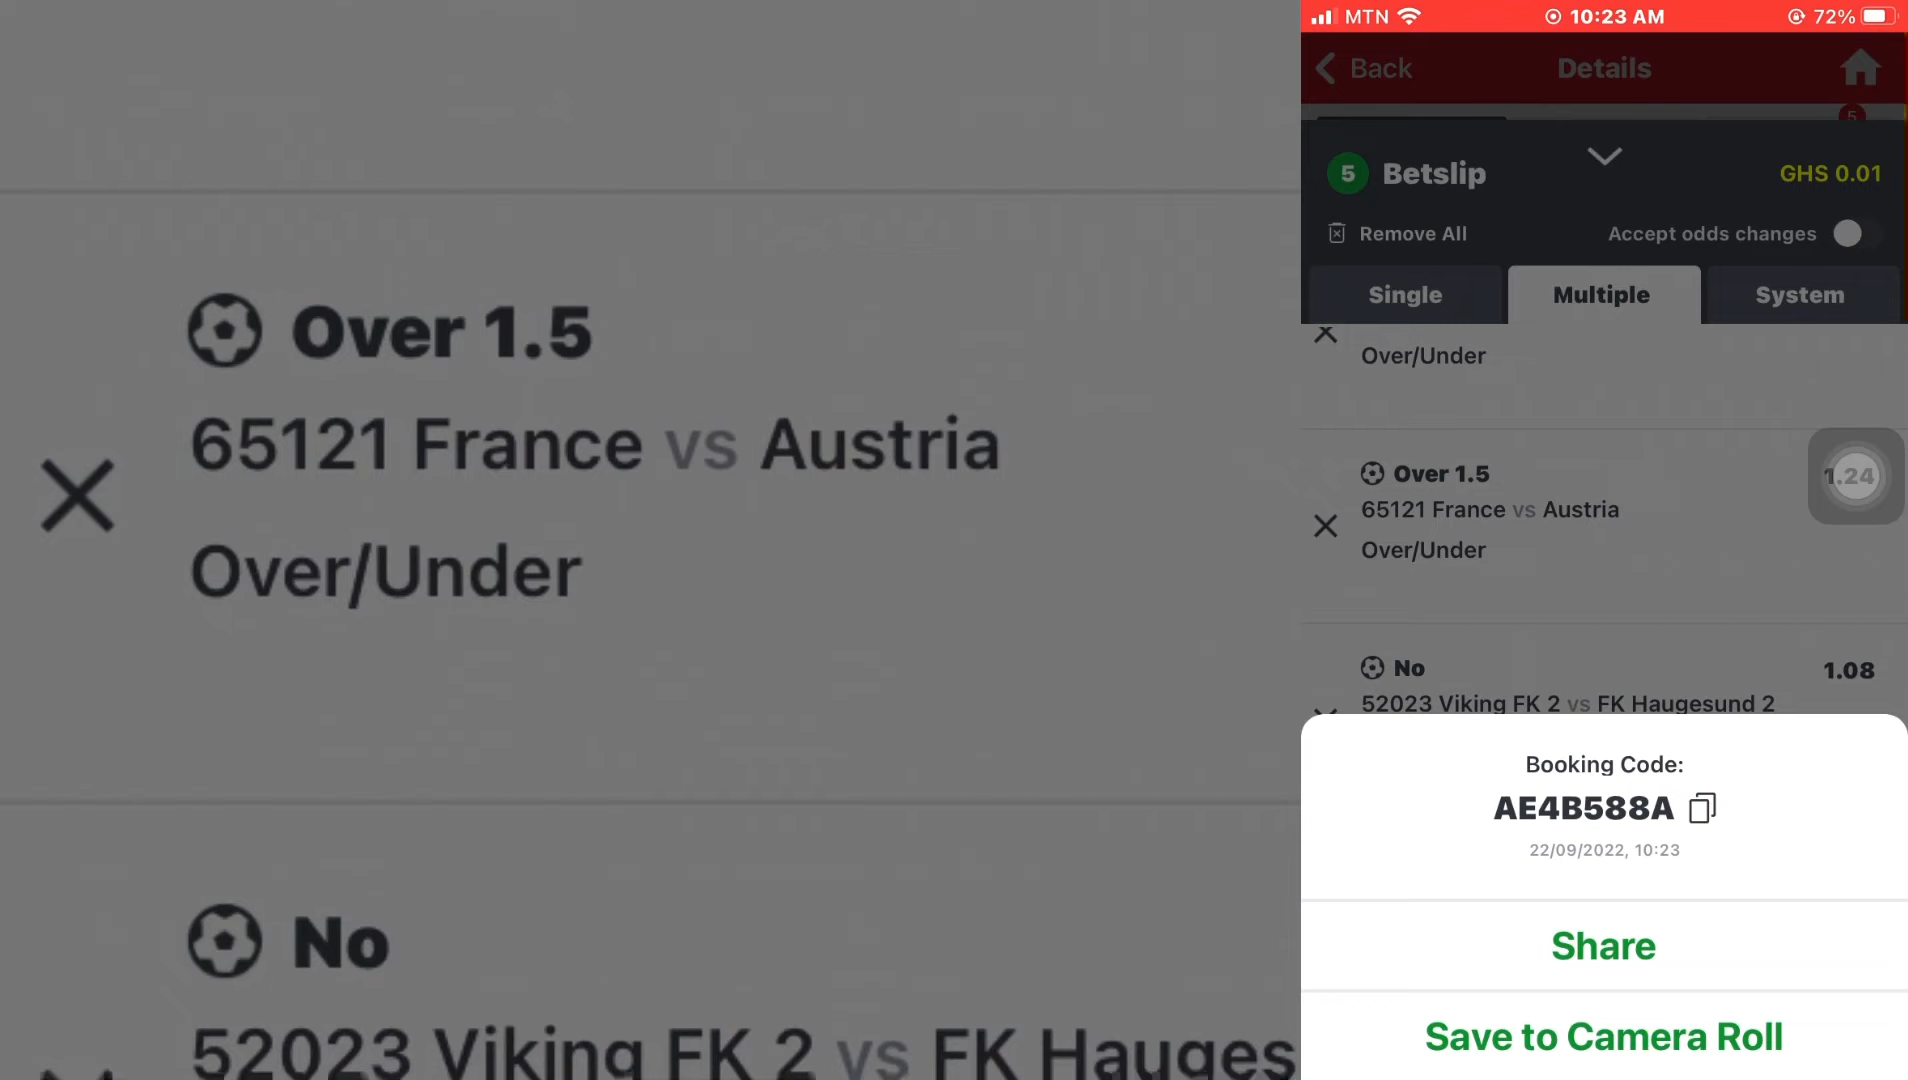 Over 1.5
65121 France vs Austria
Over/Under
No
52023 Viking FK 2 vs FK Hauges
MTN 10:23 AM 72%
Back Details
5
5 Betslip GHS 0.01
Remove All Accept odds changes
Single Multiple System
Over/Under
Over 1.5 1.24
65121 France vs Austria
Over/Under
No 1.08
52023 Viking FK 2 vs FK Haugesund 2
Booking Code:
AE4B588A
22/09/2022, 10:23
Share
Save to Camera Roll